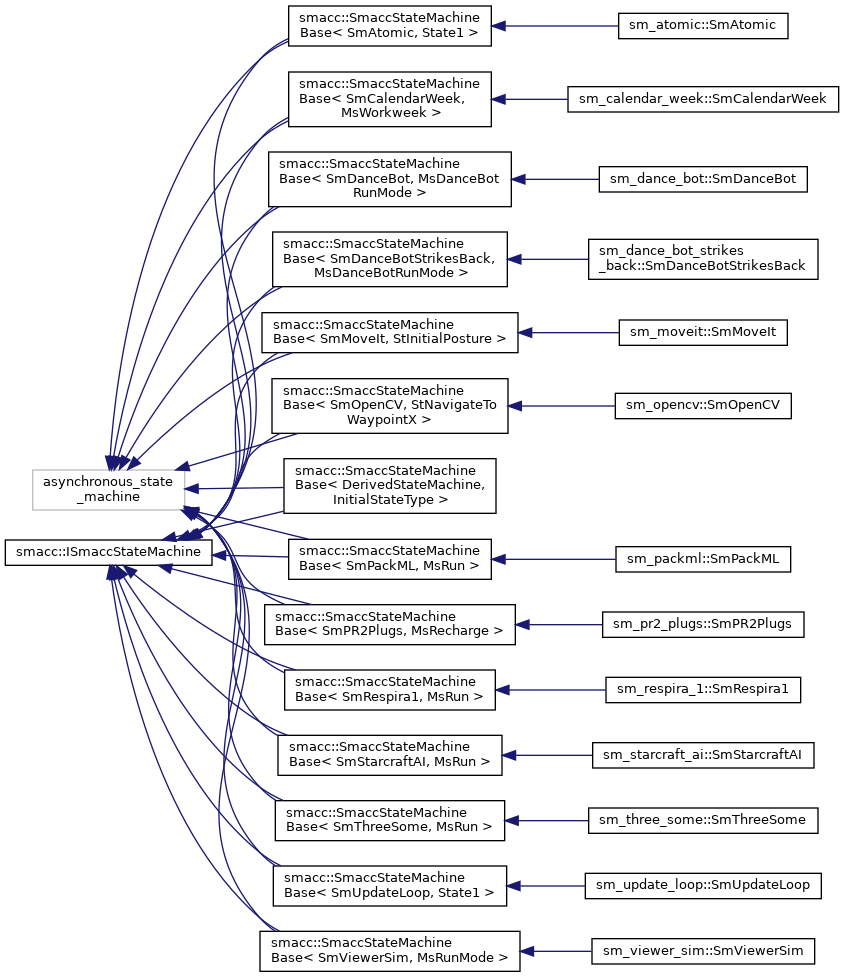 smacc::SmaccStateMachine
Base< SmAtomic, State1 >
sm_atomic::SmAtomic
smacc::SmaccStateMachine
Base< SmCalendarWeek,
MsWorkweek >
sm_calendar_week::SmCalendarWeek
smacc::SmaccStateMachine
Base< SmDanceBot, MsDanceBot
RunMode >
sm_dance_bot::SmDanceBot
smacc::SmaccStateMachine
Base< SmDanceBotStrikesBack,
MsDanceBotRunMode >
sm_dance_bot_strikes
_back::SmDanceBotStrikesBack
smacc::SmaccStateMachine
Base< SmMoveIt, StInitialPosture >
sm_moveit::SmMoveIt
smacc::SmaccStateMachine
Base< SmOpenCV, StNavigateTo
WaypointX >
sm_opencv::SmOpenCV
asynchronous_state
_machine
smacc::SmaccStateMachine
Base< DerivedStateMachine,
InitialStateType >
smacc::ISmaccStateMachine
smacc::SmaccStateMachine
Base< SmPackML, MsRun >
sm_packml::SmPackML
smacc::SmaccStateMachine
Base< SmPR2Plugs, MsRecharge >
sm_pr2_plugs::SmPR2Plugs
smacc::SmaccStateMachine
Base< SmRespira1, MsRun >
sm_respira_1::SmRespira1
smacc::SmaccStateMachine
Base< SmStarcraftAI, MsRun >
sm_starcraft_ai::SmStarcraftAI
smacc::SmaccStateMachine
Base< SmThreeSome, MsRun >
sm_three_some::SmThreeSome
smacc::SmaccStateMachine
Base< SmUpdateLoop, State1 >
sm_update_loop::SmUpdateLoop
smacc::SmaccStateMachine
Base< SmViewerSim, MsRunMode >
sm_viewer_sim::SmViewerSim